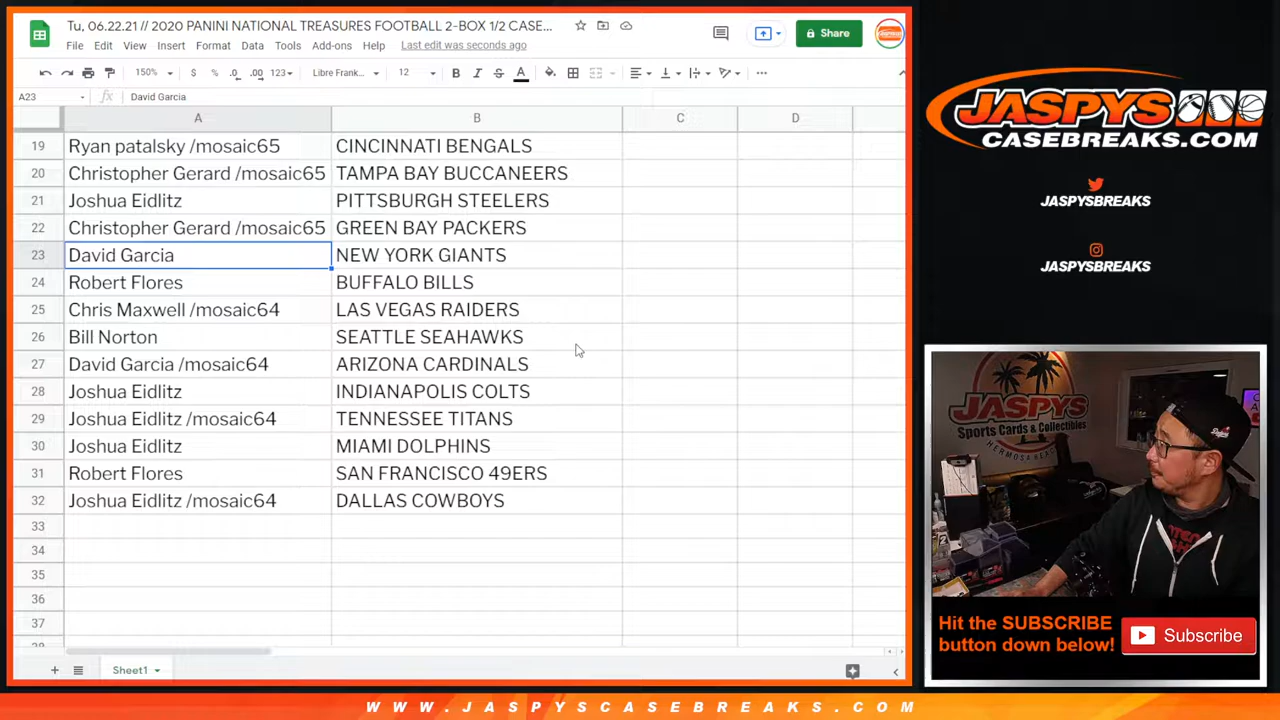 Tu, 06.22.21 // 2020 PANINI NATIONAL TREASURES FOOTBALL 2-BOX 1/2 CASE...
File Edit View Insert Format Data Tools Add-ons Help Last edit was seconds ago
Share
150% $ % .0 .00 123 Libre Frank... 12 B I S A
A23 fx David Garcia
A B C D
19 Ryan patalsky /mosaic65 CINCINNATI BENGALS
20 Christopher Gerard /mosaic65 TAMPA BAY BUCCANEERS
21 Joshua Eidlitz PITTSBURGH STEELERS
22 Christopher Gerard /mosaic65 GREEN BAY PACKERS
23 David Garcia NEW YORK GIANTS
24 Robert Flores BUFFALO BILLS
25 Chris Maxwell /mosaic64 LAS VEGAS RAIDERS
26 Bill Norton SEATTLE SEAHAWKS
27 David Garcia /mosaic64 ARIZONA CARDINALS
28 Joshua Eidlitz INDIANAPOLIS COLTS
29 Joshua Eidlitz /mosaic64 TENNESSEE TITANS
30 Joshua Eidlitz MIAMI DOLPHINS
31 Robert Flores SAN FRANCISCO 49ERS
32 Joshua Eidlitz /mosaic64 DALLAS COWBOYS
33
34
35
36
37
Sheet1
JASPYS
CASEBREAKS.COM
JASPYSBREAKS
JASPYSBREAKS
JASPYS
Sports Cards & Collectibles
HERMOSA BEACH
Hit the SUBSCRIBE
button down below!
Subscribe
WWW.JASPYSCASEBREAKS.COM